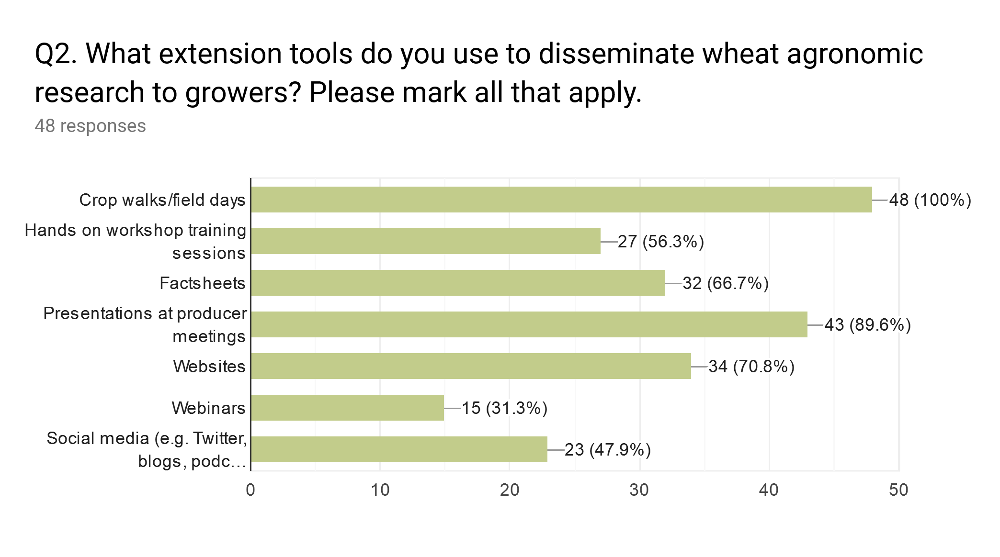 Q2. What extension tools do you use to disseminate wheat agronomic
research to growers? Please mark all that apply.
48 responses
Crop walks/field days
48 (100%)
Hands on workshop training
sessions
27 (56.3%)
Factsheets
32 (66.7%)
Presentations at producer
meetings
43 (89.6%)
Websites
34 (70.8%)
Webinars
15 (31.3%)
Social media (e.g. Twitter,
blogs, podc…
23 (47.9%)
0
10
20
30
40
50